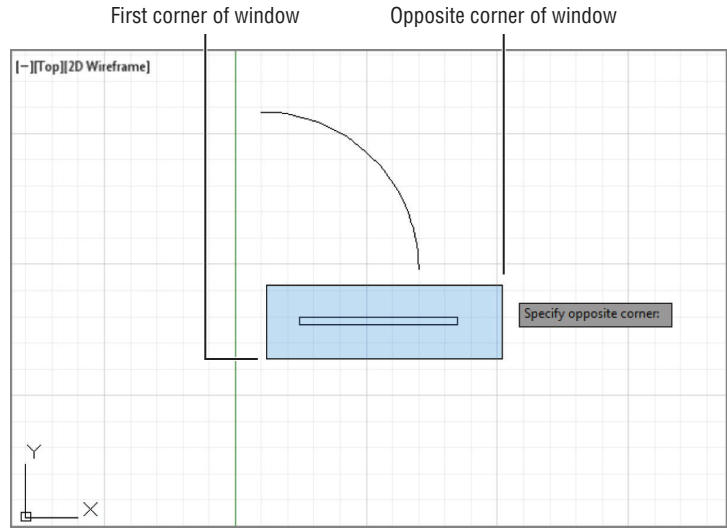 First corner of window
Opposite corner of window
[−][Top][2D Wireframe]
Specify opposite corner:
Y
X